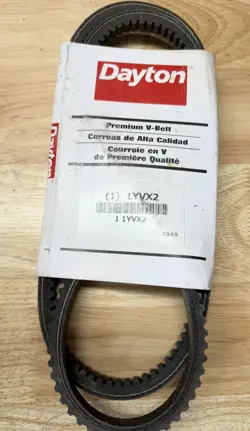 Dayton
Premium V-Belt
Correas de Alta Calidad
Courroie en V
de Première Qualité
(1) 1YVX2
1 1YVX2
AX49